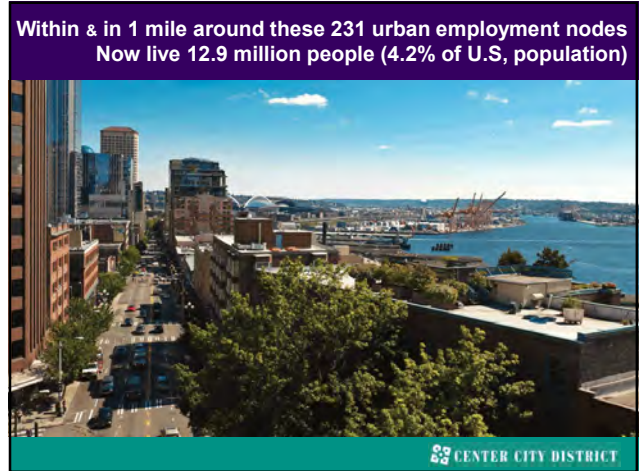 Within & in 1 mile around these 231 urban employment nodes
Now live 12.9 million people (4.2% of U.S, population)
CENTER CITY DISTRICT